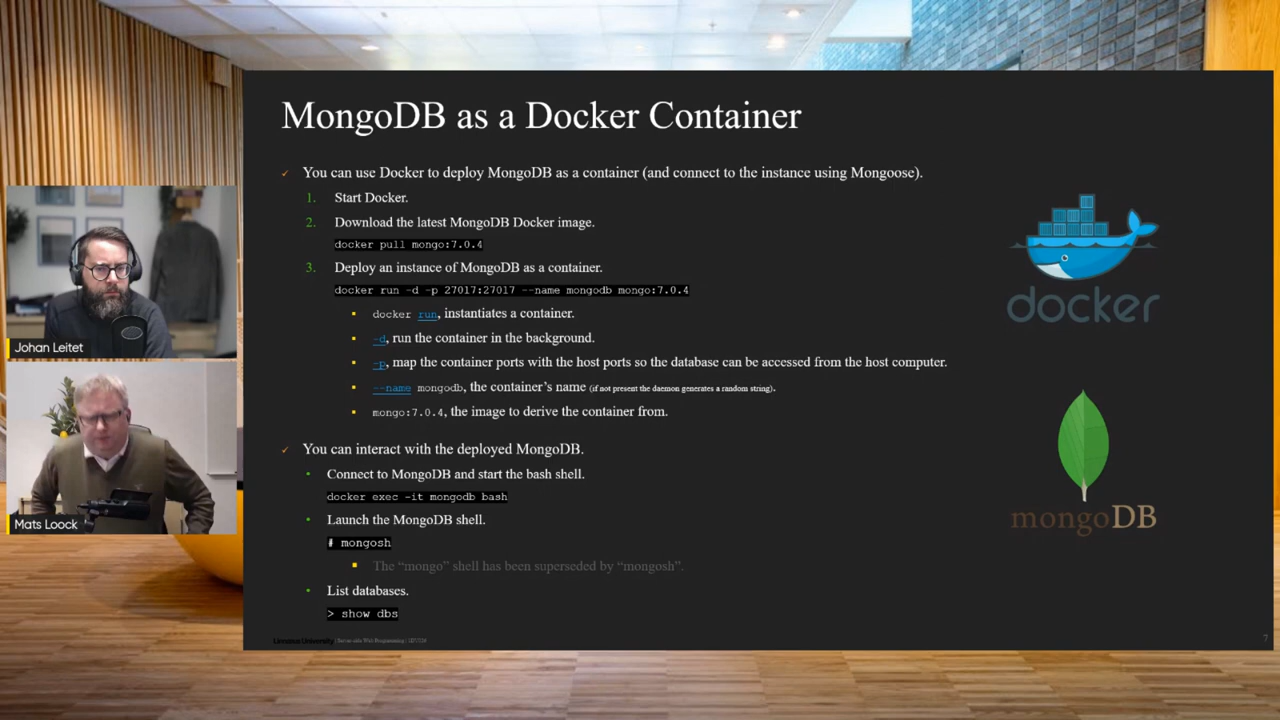 MongoDB as a Docker Container
You can use Docker to deploy MongoDB as a container (and connect to the instance using Mongoose).
1. Start Docker.
2. Download the latest MongoDB Docker image.
docker pull mongo:7.0.4
3. Deploy an instance of MongoDB as a container.
docker run -d -p 27017:27017 --name mongodb mongo:7.0.4
docker run, instantiates a container.
-d, run the container in the background.
-p, map the container ports with the host ports so the database can be accessed from the host computer.
--name mongodb, the container's name (if not present the daemon generates a random string).
mongo:7.0.4, the image to derive the container from.
You can interact with the deployed MongoDB.
Connect to MongoDB and start the bash shell.
docker exec -it mongodb bash
Launch the MongoDB shell.
# mongosh
The “mongo” shell has been superseded by “mongosh”.
List databases.
> show dbs
Linnaeus University | Server-side Web Programming |
7
docker
mongoDB
Johan Leitet
Mats Loock